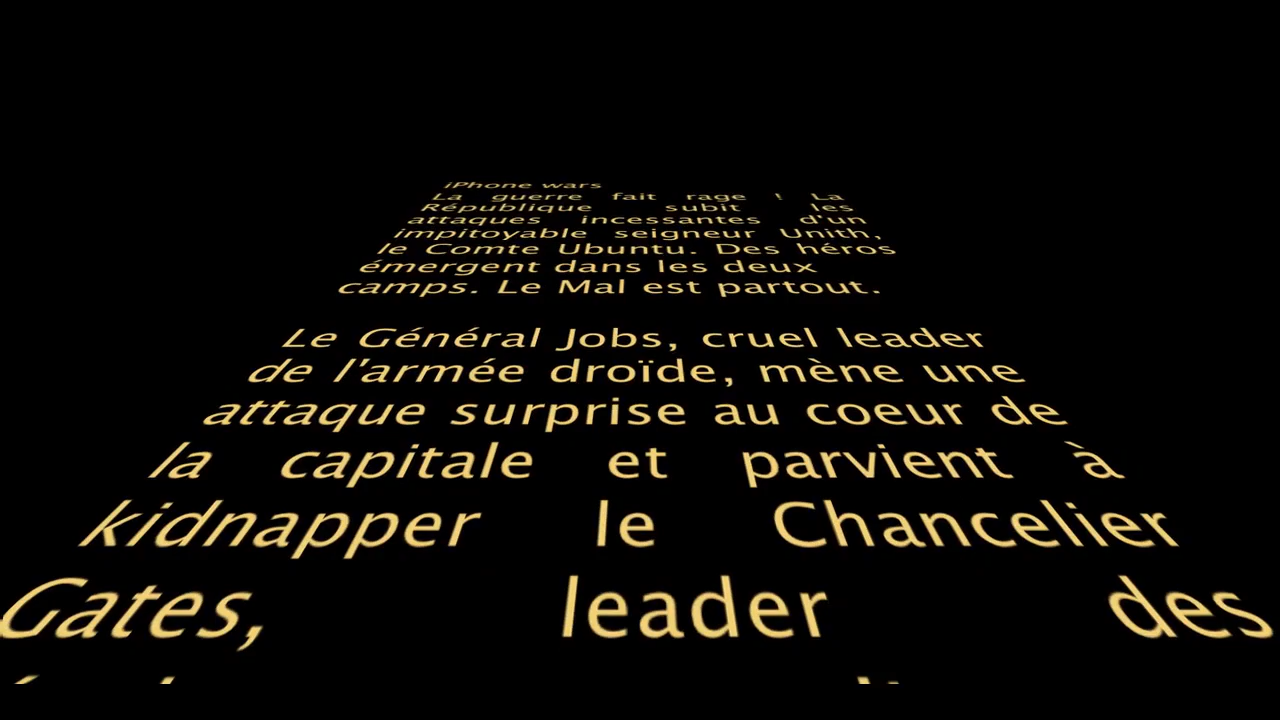 iPhone wars
La guerre fait rage ! La
République subit les
attaques incessantes d'un
impitoyable seigneur Unith,
le Comte Ubuntu. Des héros
émergent dans les deux
camps. Le Mal est partout.
Le Général Jobs, cruel leader
de l'armée droïde, mène une
attaque surprise au coeur de
la capitale et parvient à
kidnapper le Chancelier
Gates, leader des